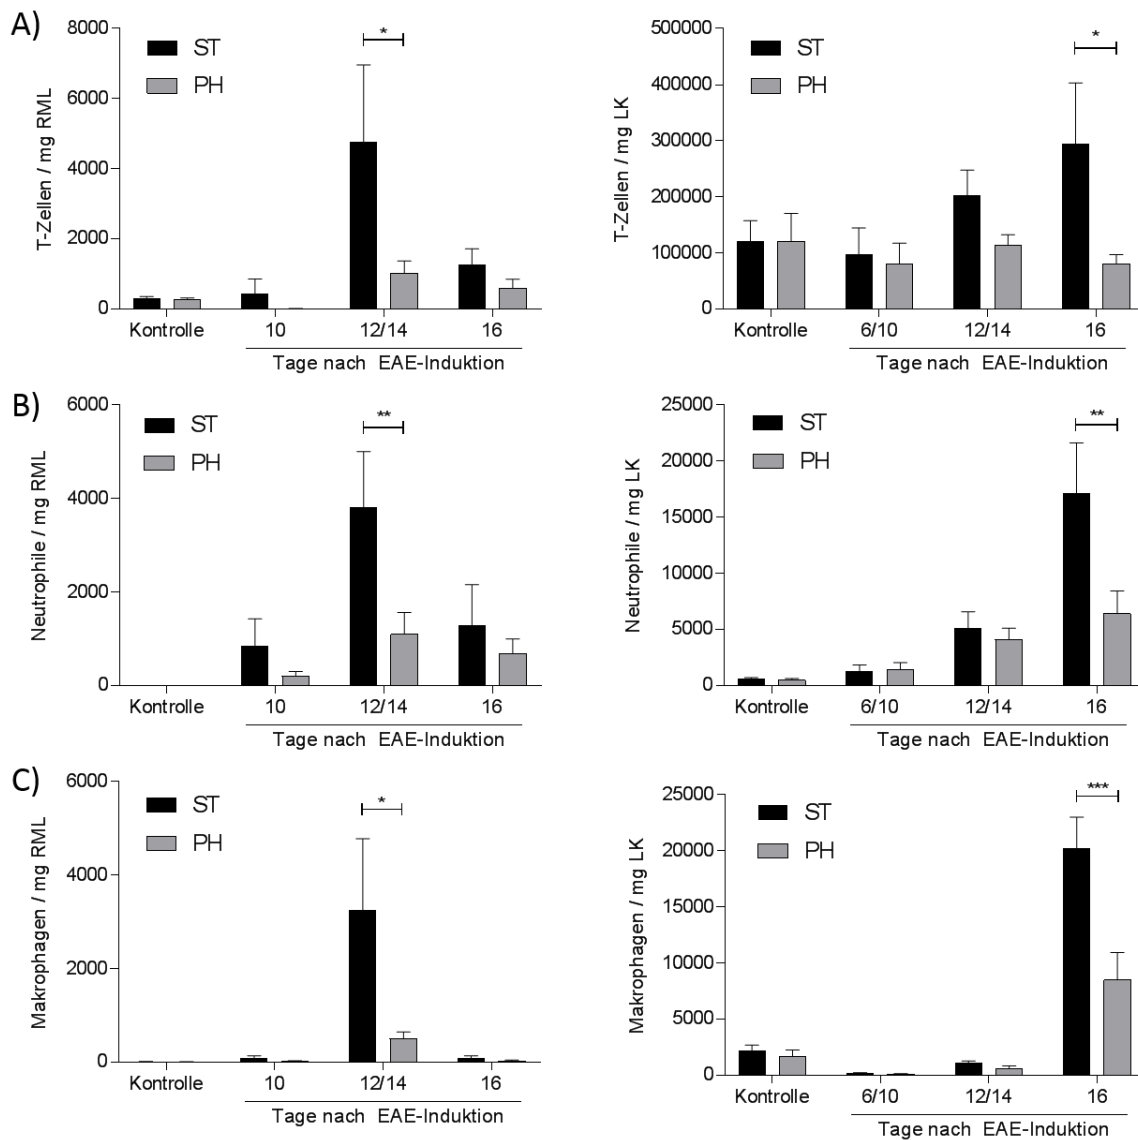 A)
T-Zellen / mg RML
8000
6000
4000
2000
0
ST
PH
*
Kontrolle
10
12/14
16
Tage nach EAE-Induktion
T-Zellen / mg LK
500000
400000
300000
200000
100000
0
ST
PH
*
Kontrolle
6/10
12/14
16
Tage nach EAE-Induktion
B)
Neutrophile / mg RML
6000
4000
2000
0
ST
PH
**
Kontrolle
10
12/14
16
Tage nach EAE-Induktion
Neutrophile / mg LK
25000
20000
15000
10000
5000
0
ST
PH
**
Kontrolle
6/10
12/14
16
Tage nach EAE-Induktion
C)
Makrophagen / mg RML
6000
4000
2000
0
ST
PH
*
Kontrolle
10
12/14
16
Tage nach EAE-Induktion
Makrophagen / mg LK
25000
20000
15000
10000
5000
0
ST
PH
***
Kontrolle
6/10
12/14
16
Tage nach EAE-Induktion